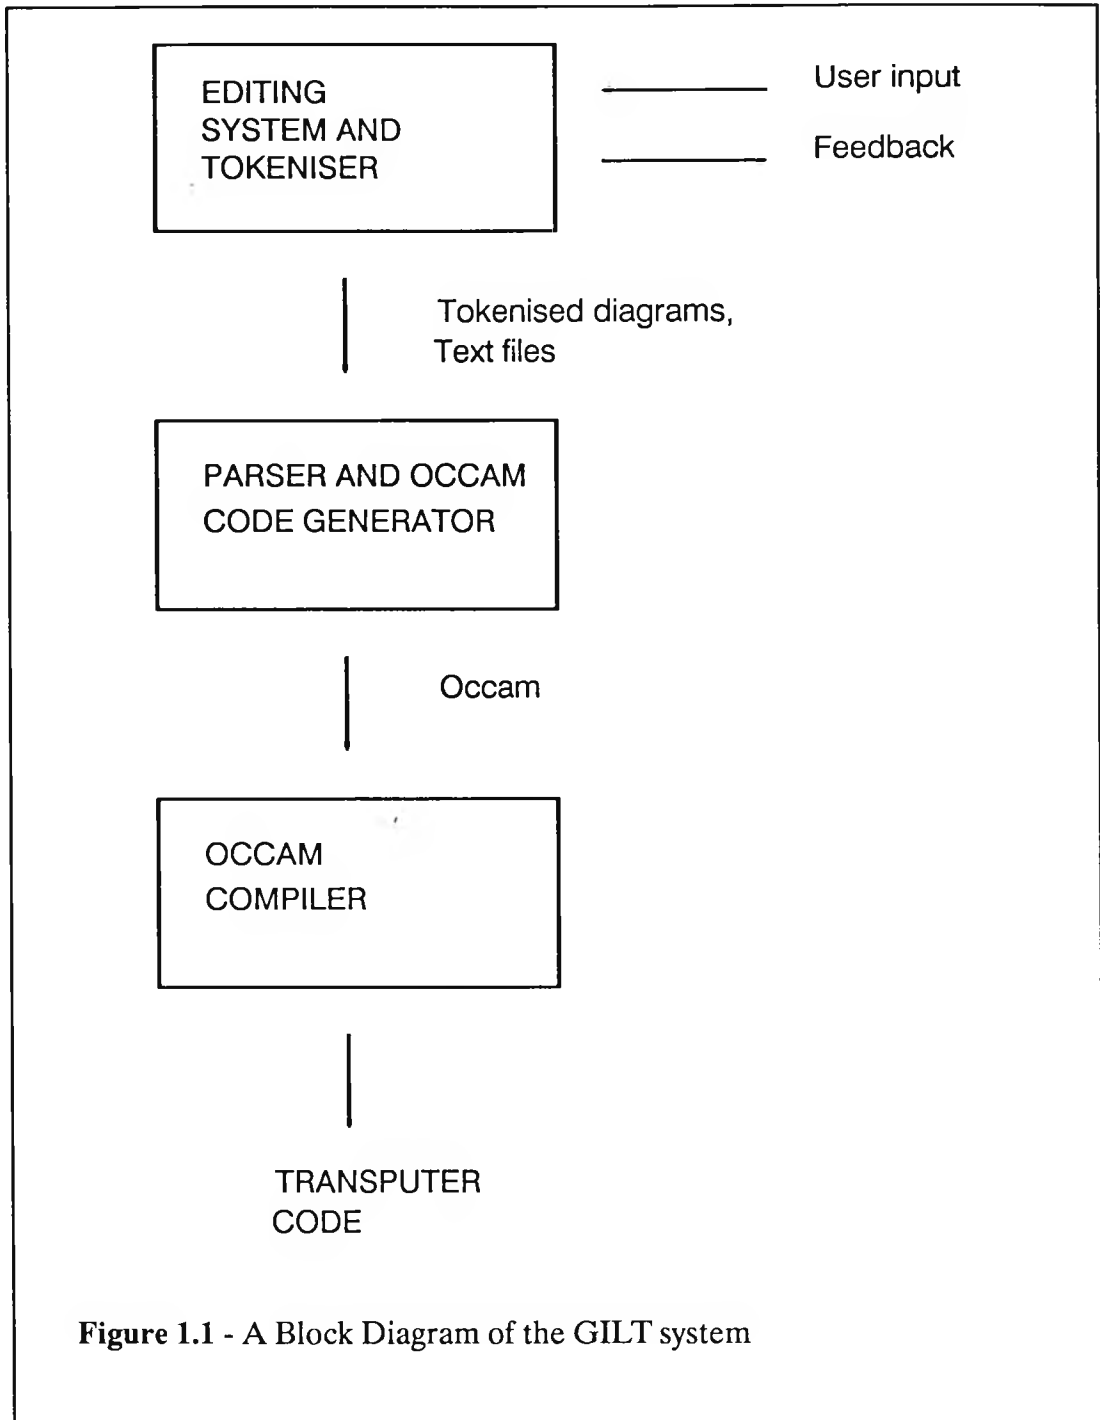 EDITING
SYSTEM AND
TOKENISER
User input
Feedback
Tokenised diagrams,
Text files
PARSER AND OCCAM
CODE GENERATOR
Occam
OCCAM
COMPILER
TRANSPUTER
CODE
Figure 1.1 - A Block Diagram of the GILT system